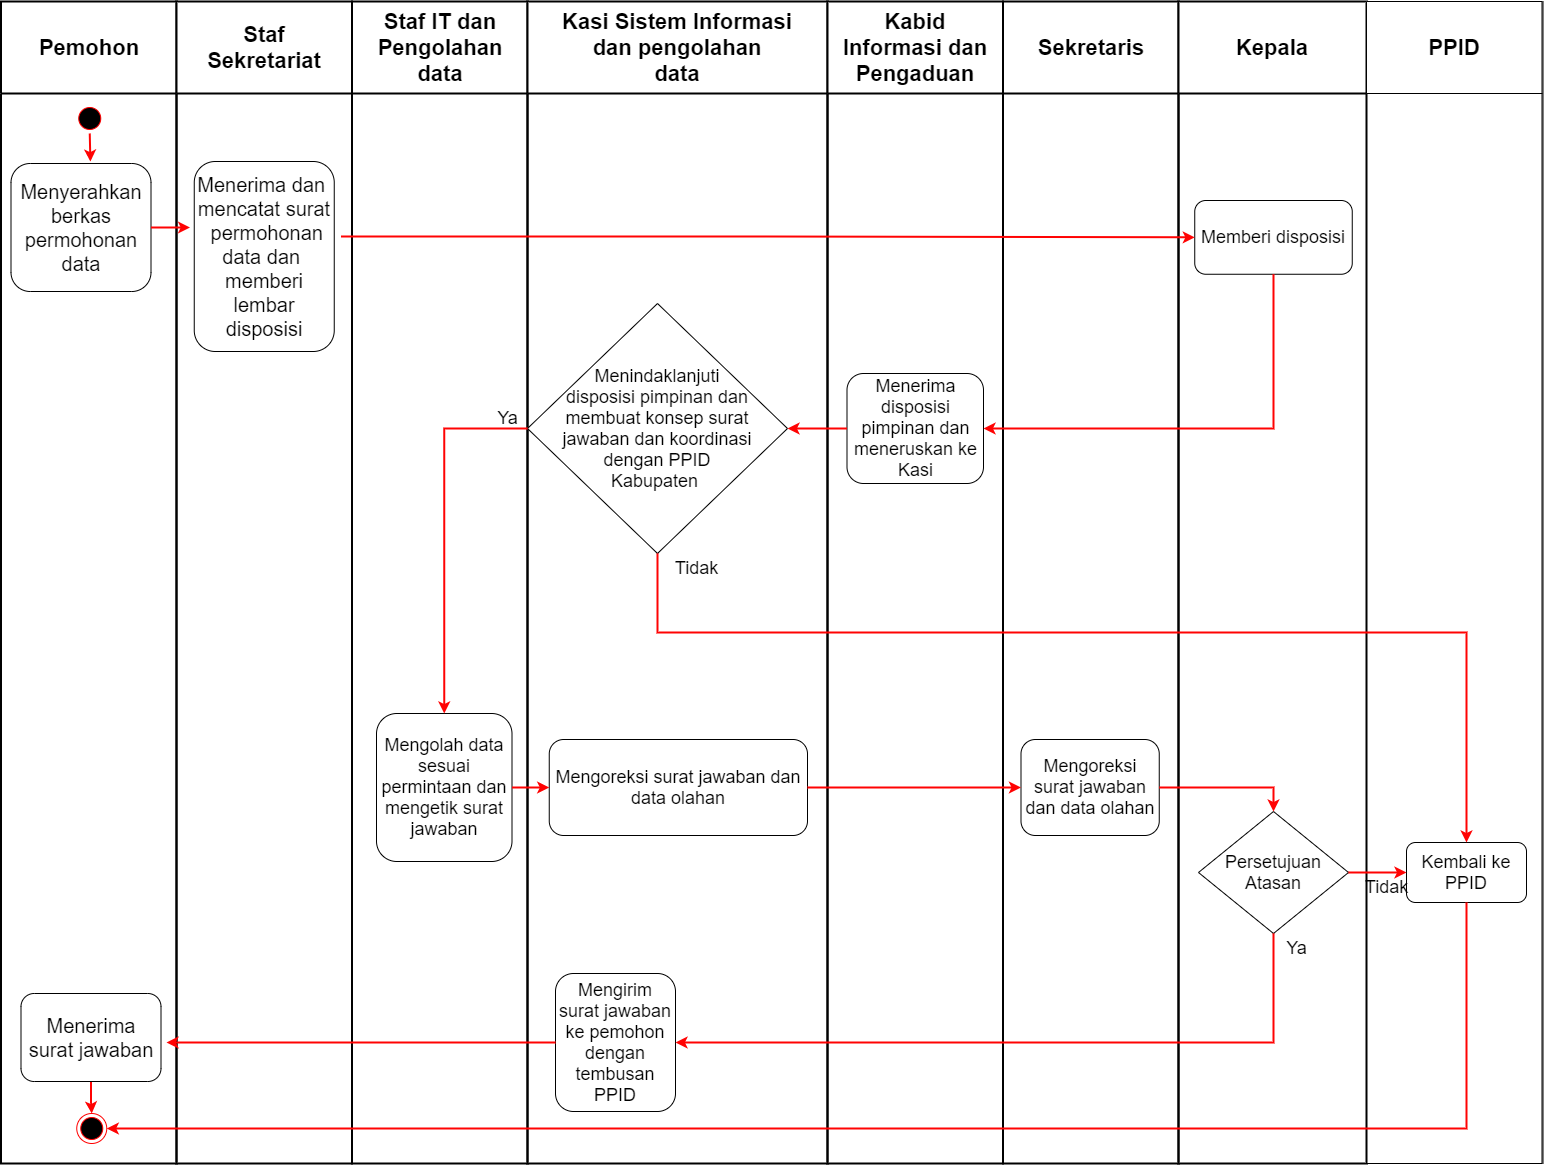 Pemohon
Staf
Sekretariat
Staf IT dan
Pengolahan
data
Kasi Sistem Informasi
dan pengolahan
data
Kabid
Informasi dan
Pengaduan
Sekretaris
Kepala
PPID
Menyerahkan
berkas
permohonan
data
Menerima dan
mencatat surat
permohonan
data dan
memberi
lembar
disposisi
Memberi disposisi
Menerima
disposisi
pimpinan dan
meneruskan ke
Kasi
Menindaklanjuti
disposisi pimpinan dan
membuat konsep surat
jawaban dan koordinasi
dengan PPID
Kabupaten
Ya
Tidak
Mengolah data
sesuai
permintaan dan
mengetik surat
jawaban
Mengoreksi surat jawaban dan
data olahan
Mengoreksi
surat jawaban
dan data olahan
Persetujuan
Atasan
Tidak
Kembali ke
PPID
Ya
Mengirim
surat jawaban
ke pemohon
dengan
tembusan
PPID
Menerima
surat jawaban